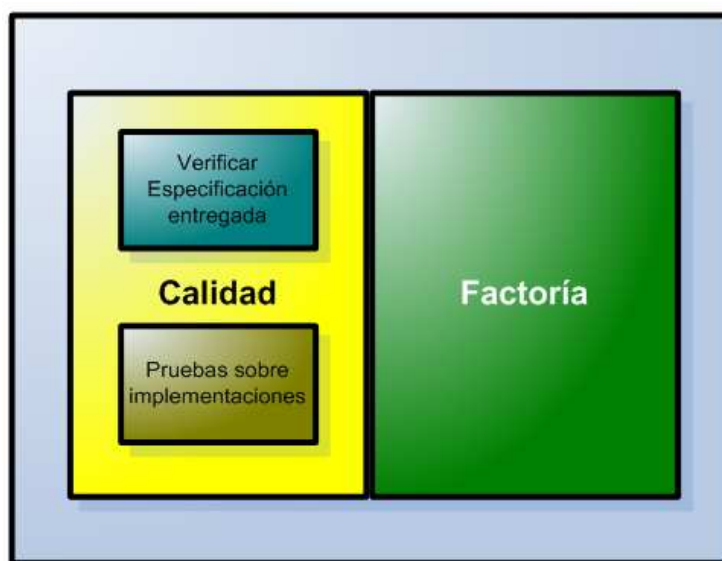 Verificar
Especificación
entregada
Calidad
Factoría
Pruebas sobre
implementaciones